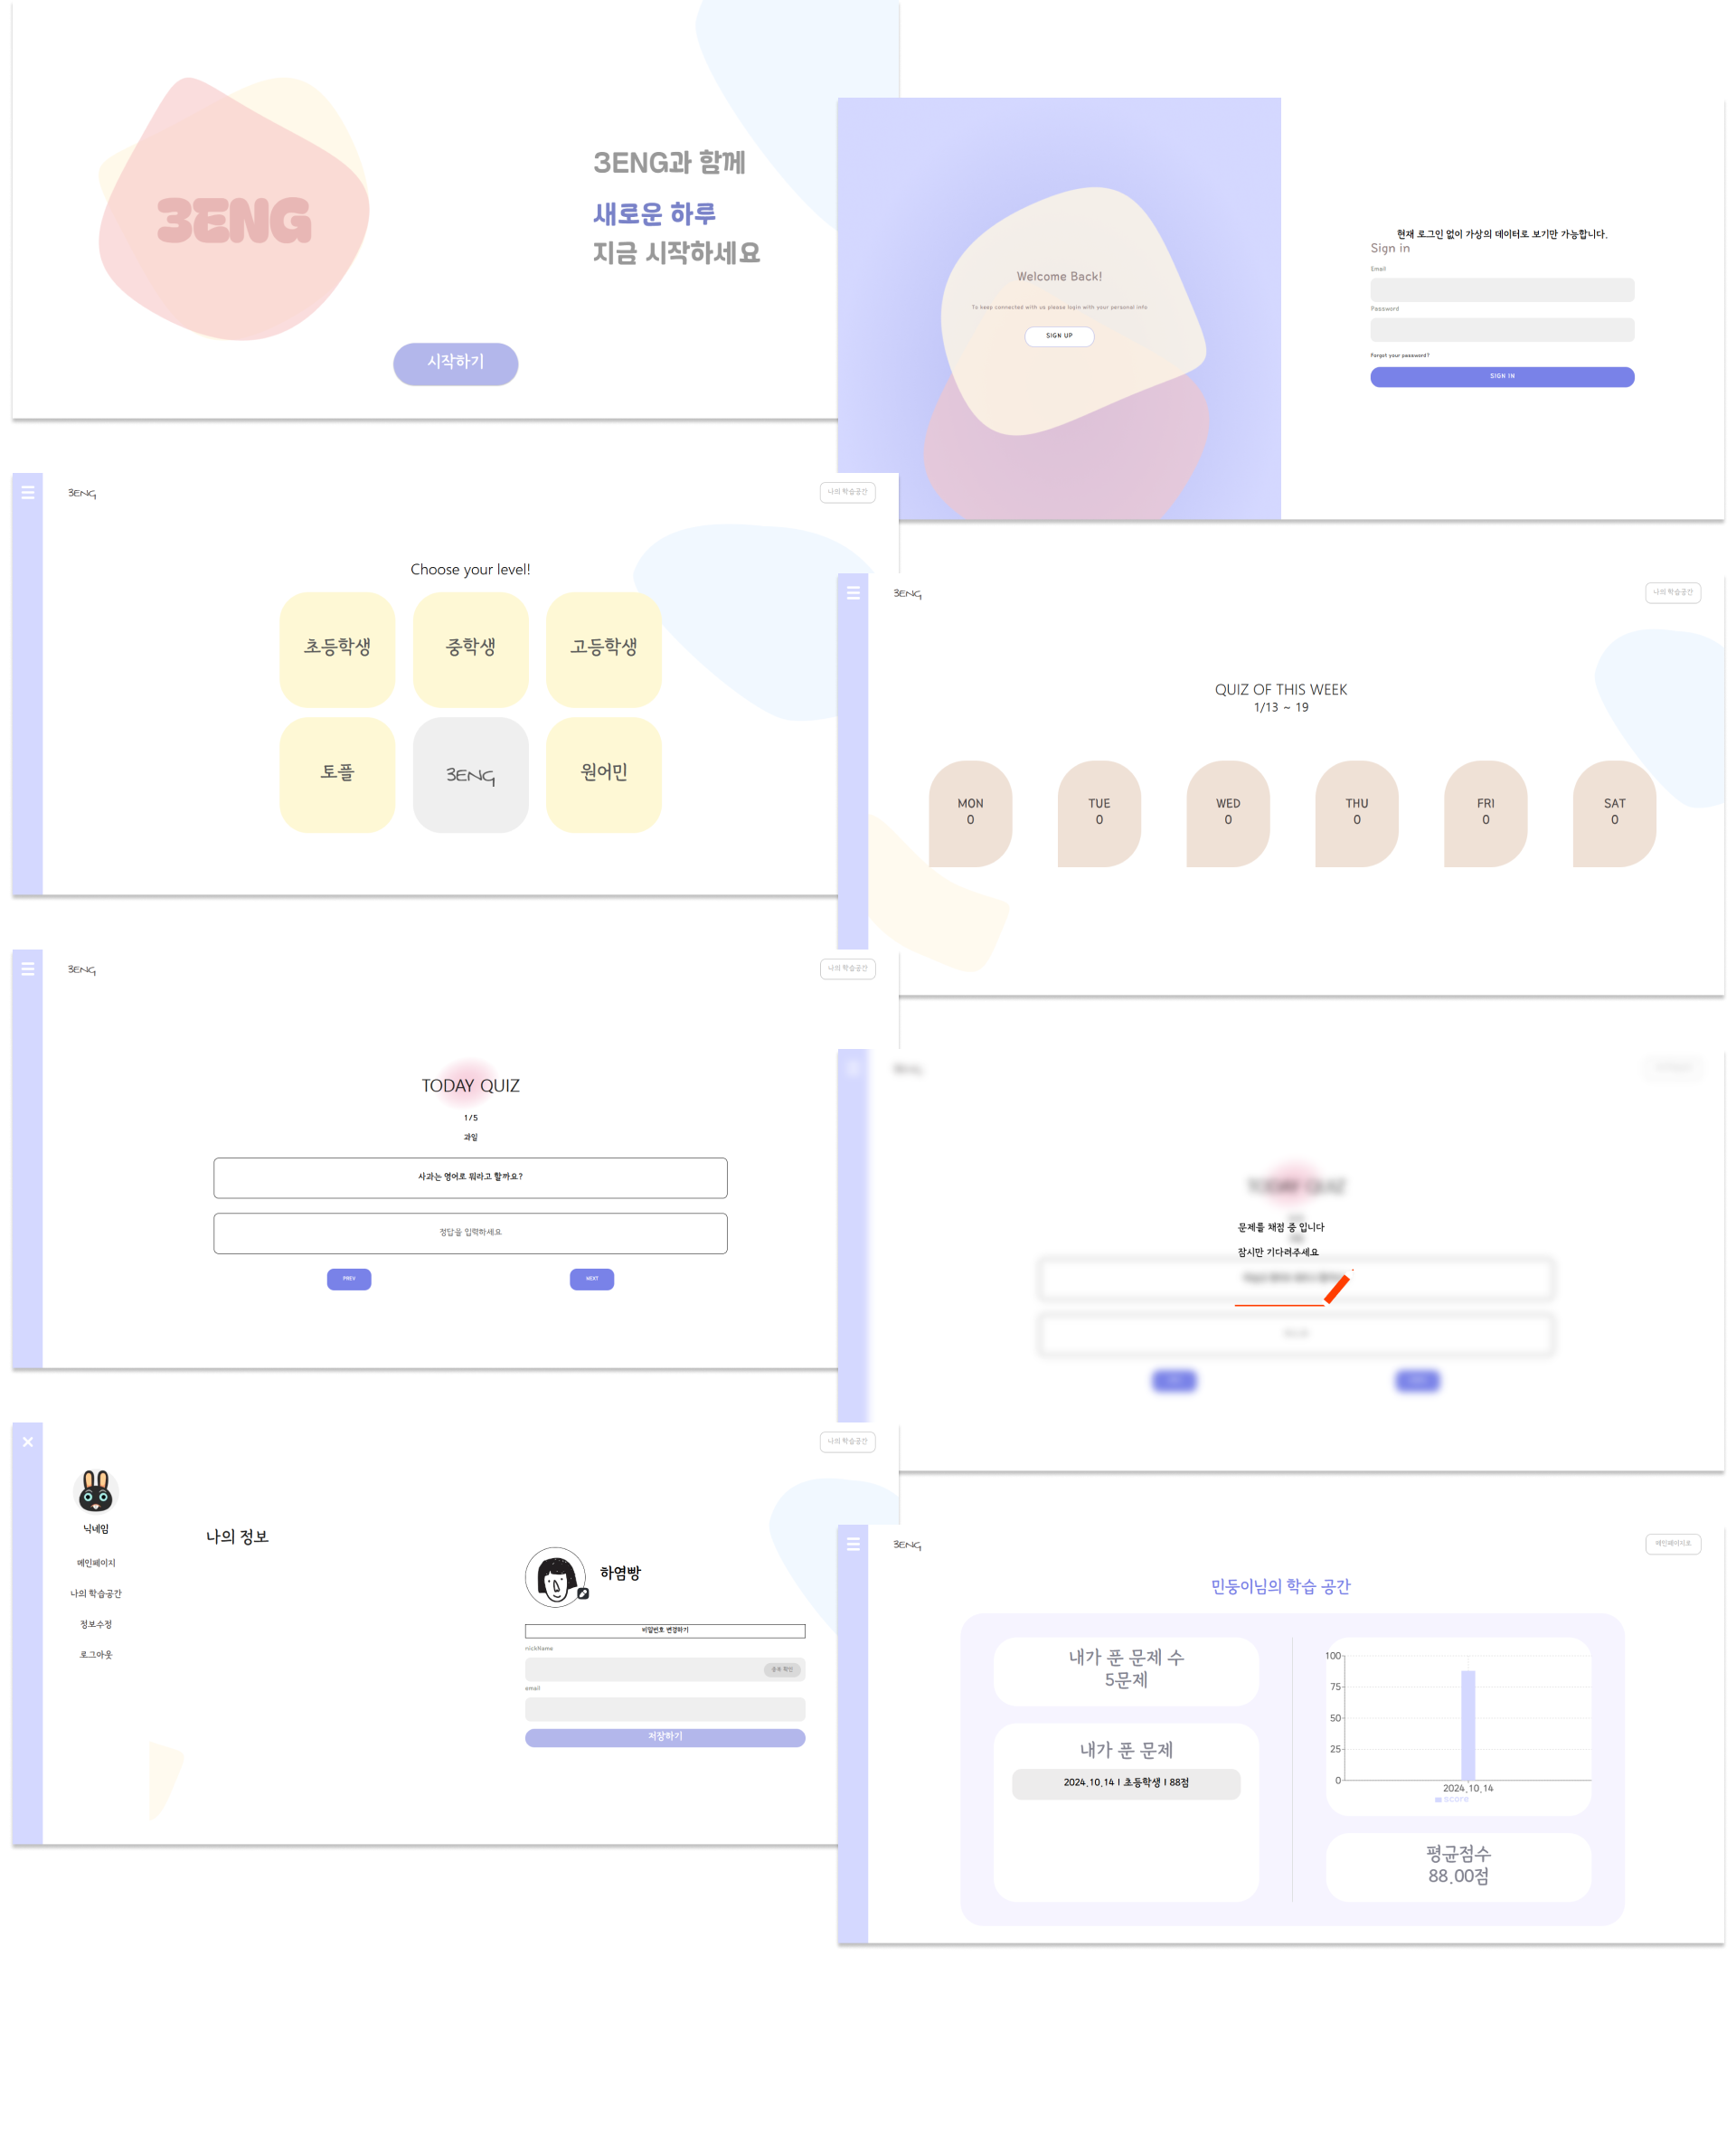 3ENG
3ENG과 함께
새로운 하루
지금 시작하세요
시작하기
Welcome Back!
To keep connected with us please login with your personal info
SIGN UP
현재 로그인 없이 가상의 데이터로 보기만 가능합니다.
Sign in
Email
Password
Forgot your password?
SIGN IN
3ENG
나의 학습공간
Choose your level!
초등학생
중학생
고등학생
토플
3ENG
원어민
3ENG
나의 학습공간
QUIZ OF THIS WEEK
1/13 ~ 19
MON
0
TUE
0
WED
0
THU
0
FRI
0
SAT
0
3ENG
나의 학습공간
TODAY QUIZ
1/5
과일
사과는 영어로 뭐라고 할까요?
정답을 입력하세요
PREV
NEXT
TODAY QUIZ
문제를 채점 중 입니다
잠시만 기다려주세요
나의 학습공간
닉네임
메인페이지
나의 학습공간
정보수정
로그아웃
나의 정보
하염빵
비밀번호 변경하기
nickName
중복 확인
email
저장하기
3ENG
메인페이지로
민둥이님의 학습 공간
내가 푼 문제 수
5문제
내가 푼 문제
2024.10.14 | 초등학생 | 88점
100
75
50
25
0
2024.10.14
score
평균점수
88.00점